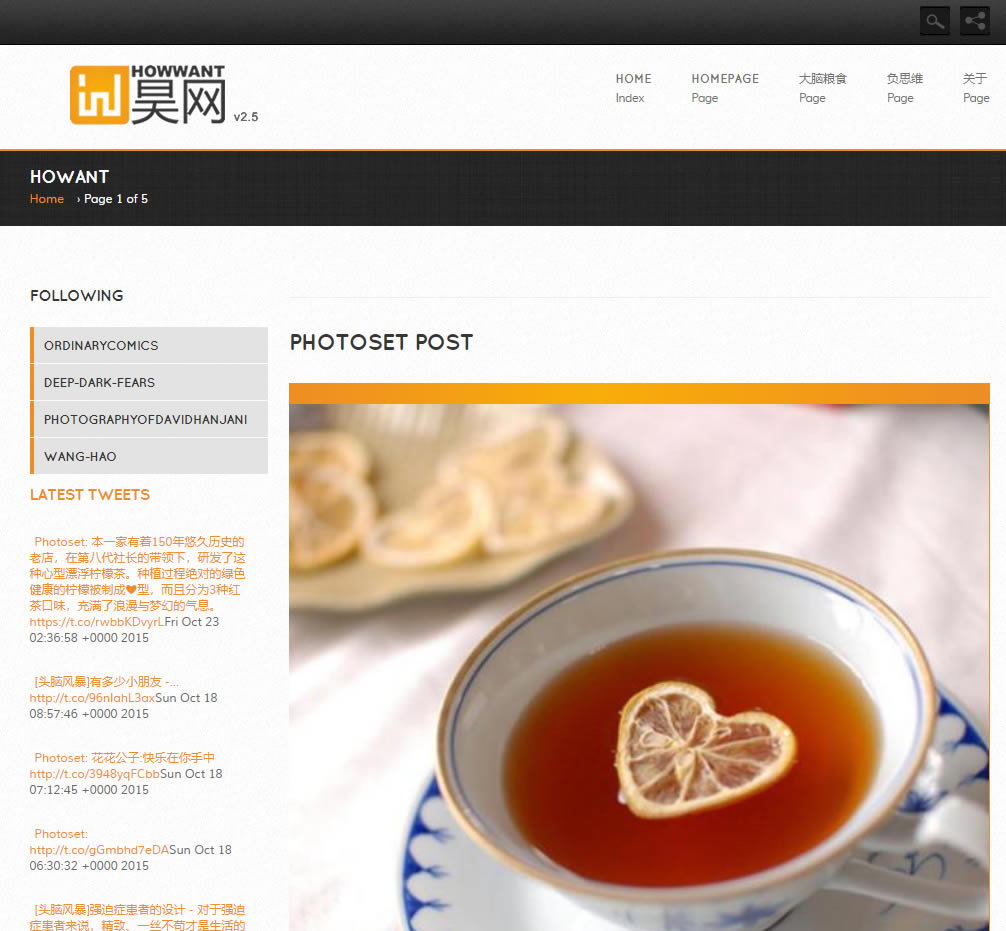 HOWWANT
昊网 v2.5
HOME
Index
HOMEPAGE
Page
大脑粮食
Page
负思维
Page
关于
Page
HOWANT
Home › Page 1 of 5
FOLLOWING
ORDINARYCOMICS
DEEP-DARK-FEARS
PHOTOGRAPHYOFDAVIDHANJANI
WANG-HAO
LATEST TWEETS
Photoset: 本一家有着150年悠久历史的
老店，在第八代社长的带领下，研发了这
种心型漂浮柠檬茶。种植过程绝对的绿色
健康的柠檬被制成♥型，而且分为3种红
茶口味，充满了浪漫与梦幻的气息。
https://t.co/rwbbKDvyrLFri Oct 23
02:36:58 +0000 2015
[头脑风暴]有多少小朋友 -...
http://t.co/96nIahL3axSun Oct 18
08:57:46 +0000 2015
Photoset: 花花公子:快乐在你手中
http://t.co/3948yqFCbbSun Oct 18
07:12:45 +0000 2015
Photoset:
http://t.co/gGmbhd7eDASun Oct 18
06:30:32 +0000 2015
[头脑风暴]强迫症患者的设计 - 对于强迫
症患者来说，精致、一丝不苟才是生活的
PHOTOSET POST